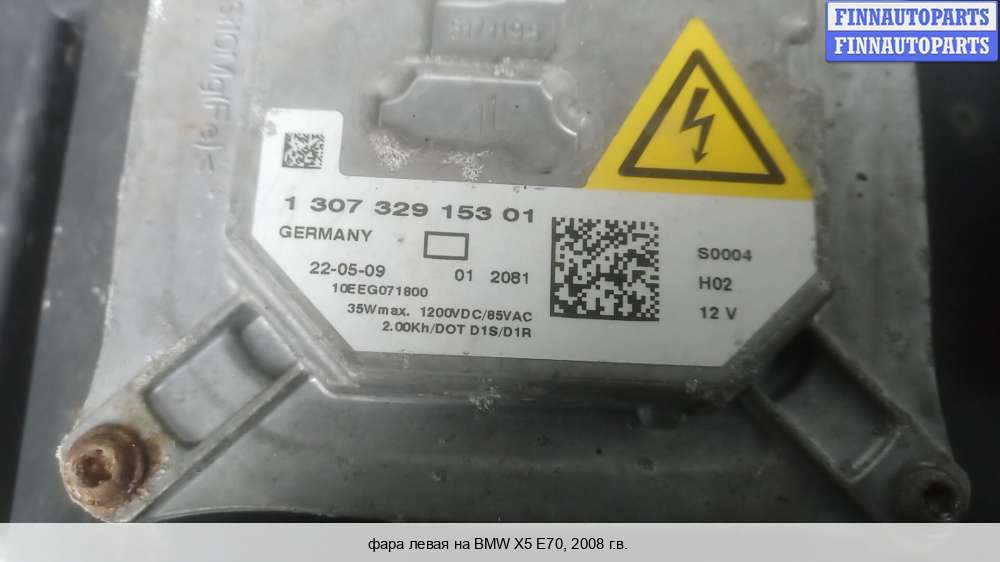 FINNAUTOPARTS
FINNAUTOPARTS
1 307 329 153 01
GERMANY
22-05-09
01 2081
10EEG071800
35Wmax. 1200VDC/85VAC
2.00Kh/DOT D1S/D1R
S0004
H02
12 V
фара левая на BMW X5 E70, 2008 г.в.